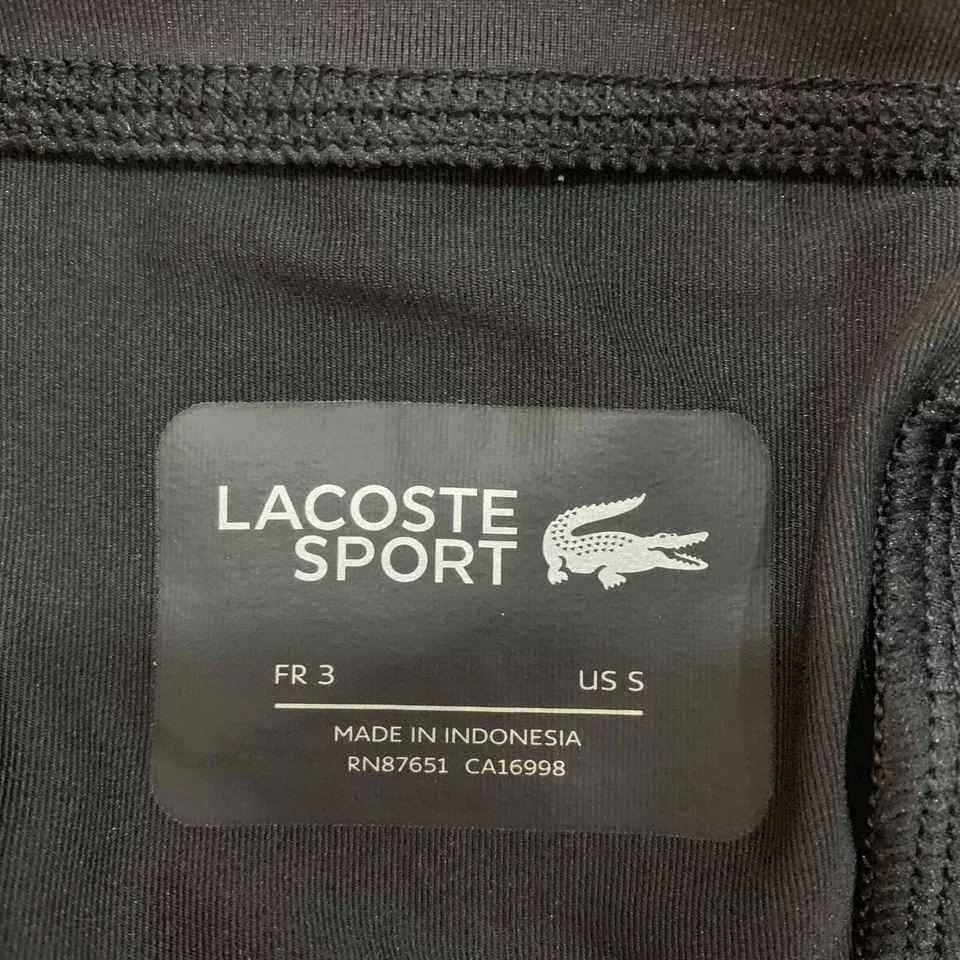 LACOSTE
SPORT
FR 3 US S
MADE IN INDONESIA
RN87651 CA16998